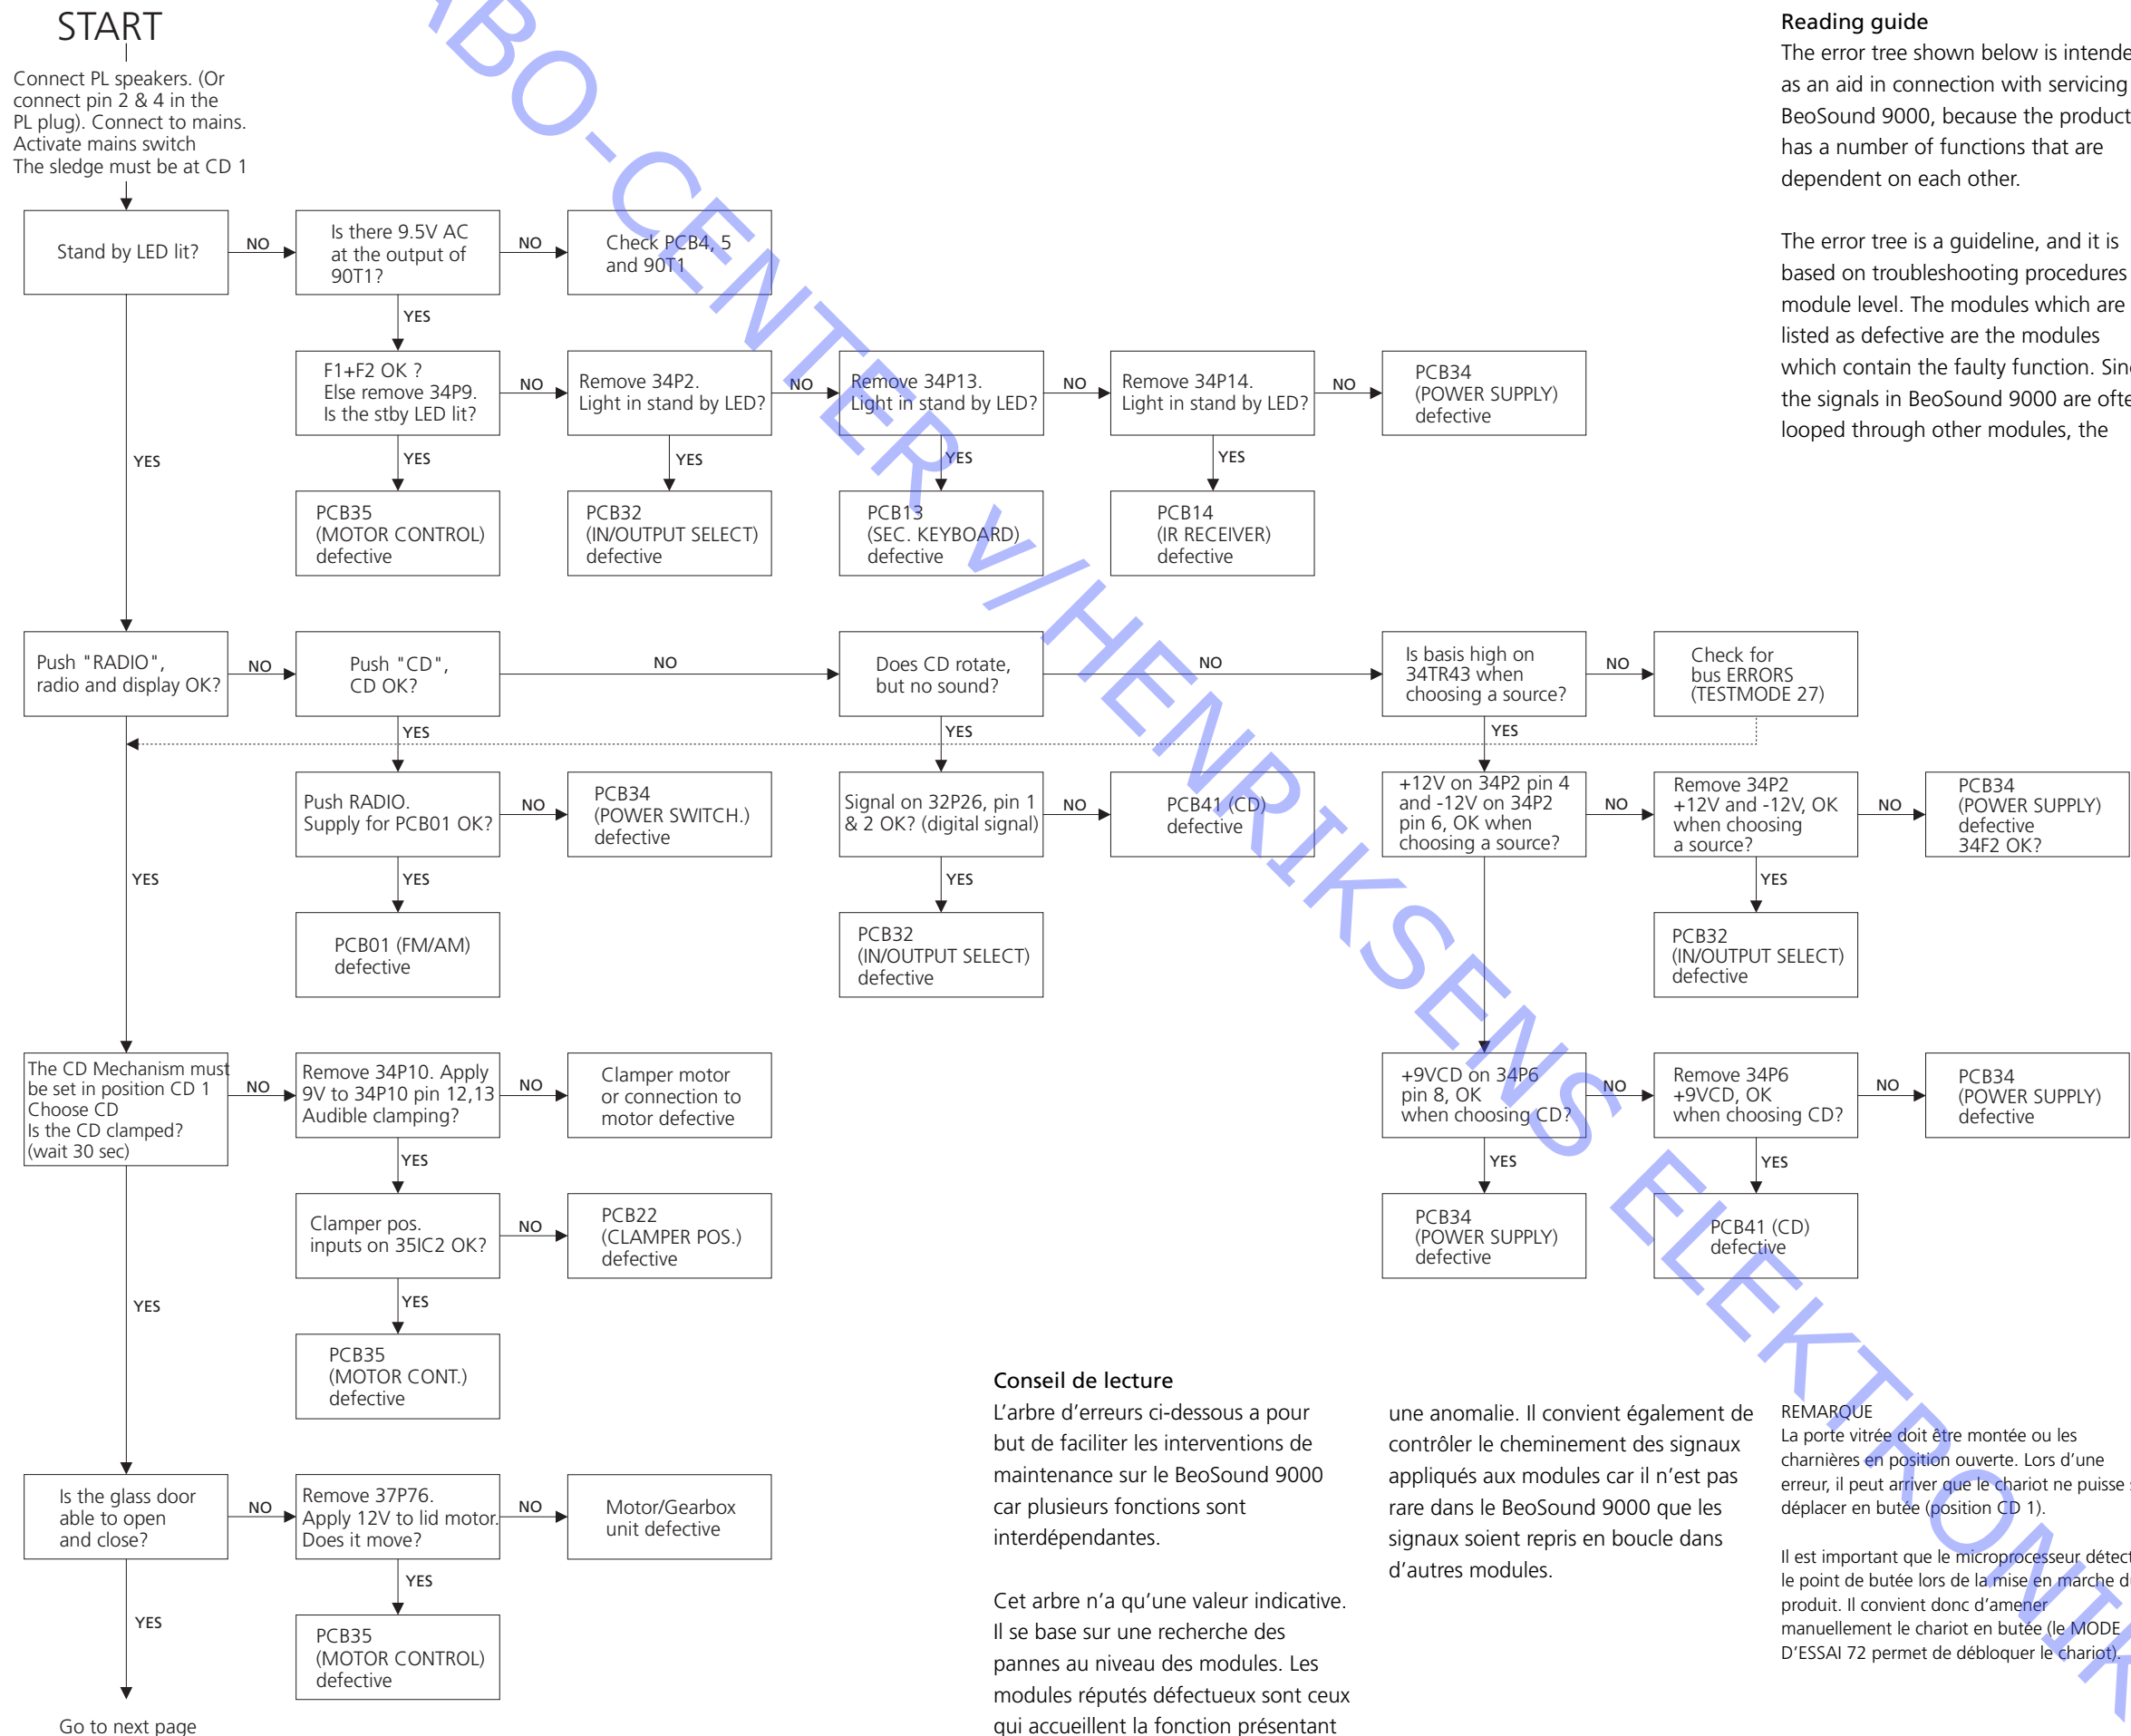 START
Connect PL speakers. (Or
connect pin 2 & 4 in the
PL plug). Connect to mains.
Activate mains switch
The sledge must be at CD 1
Stand by LED lit?
NO
Is there 9.5V AC
at the output of
90T1?
NO
Check PCB4, 5
and 90T1
YES
F1+F2 OK ?
Else remove 34P9.
Is the stby LED lit?
NO
Remove 34P2.
Light in stand by LED?
NO
Remove 34P13.
Light in stand by LED?
NO
Remove 34P14.
Light in stand by LED?
NO
PCB34
(POWER SUPPLY)
defective
YES
YES
YES
YES
YES
PCB35
(MOTOR CONTROL)
defective
PCB32
(IN/OUTPUT SELECT)
defective
PCB13
(SEC. KEYBOARD)
defective
PCB14
(IR RECEIVER)
defective
Push "RADIO",
radio and display OK?
NO
Push "CD",
CD OK?
NO
Does CD rotate,
but no sound?
NO
Is basis high on
34TR43 when
choosing a source?
NO
Check for
bus ERRORS
(TESTMODE 27)
YES
YES
YES
Push RADIO.
Supply for PCB01 OK?
NO
PCB34
(POWER SWITCH.)
defective
Signal on 32P26, pin 1
& 2 OK? (digital signal)
NO
PCB41 (CD)
defective
+12V on 34P2 pin 4
and -12V on 34P2
pin 6, OK when
choosing a source?
NO
Remove 34P2
+12V and -12V, OK
when choosing
a source?
NO
PCB34
(POWER SUPPLY)
defective
34F2 OK?
YES
YES
YES
YES
PCB01 (FM/AM)
defective
PCB32
(IN/OUTPUT SELECT)
defective
PCB32
(IN/OUTPUT SELECT)
defective
The CD Mechanism must
be set in position CD 1
Choose CD
Is the CD clamped?
(wait 30 sec)
NO
Remove 34P10. Apply
9V to 34P10 pin 12,13
Audible clamping?
NO
Clamper motor
or connection to
motor defective
+9VCD on 34P6
pin 8, OK
when choosing CD?
NO
Remove 34P6
+9VCD, OK
when choosing CD?
NO
PCB34
(POWER SUPPLY)
defective
YES
YES
YES
Clamper pos.
inputs on 35IC2 OK?
NO
PCB22
(CLAMPER POS.)
defective
PCB34
(POWER SUPPLY)
defective
PCB41 (CD)
defective
YES
YES
PCB35
(MOTOR CONT.)
defective
Is the glass door
able to open
and close?
NO
Remove 37P76.
Apply 12V to lid motor.
Does it move?
NO
Motor/Gearbox
unit defective
YES
YES
PCB35
(MOTOR CONTROL)
defective
Go to next page
Reading guide
The error tree shown below is intende
as an aid in connection with servicing
BeoSound 9000, because the product
has a number of functions that are
dependent on each other.
The error tree is a guideline, and it is
based on troubleshooting procedures
module level. The modules which are
listed as defective are the modules
which contain the faulty function. Sinc
the signals in BeoSound 9000 are ofte
looped through other modules, the
Conseil de lecture
L'arbre d'erreurs ci-dessous a pour
but de faciliter les interventions de
maintenance sur le BeoSound 9000
car plusieurs fonctions sont
interdépendantes.
Cet arbre n'a qu'une valeur indicative.
Il se base sur une recherche des
pannes au niveau des modules. Les
modules réputés défectueux sont ceux
qui accueillent la fonction présentant
une anomalie. Il convient également de
contrôler le cheminement des signaux
appliqués aux modules car il n'est pas
rare dans le BeoSound 9000 que les
signaux soient repris en boucle dans
d'autres modules.
REMARQUE
La porte vitrée doit être montée ou les
charnières en position ouverte. Lors d'une
erreur, il peut arriver que le chariot ne puisse s
déplacer en butée (position CD 1).
Il est important que le microprocesseur détect
le point de butée lors de la mise en marche du
produit. Il convient donc d'amener
manuellement le chariot en butée (le MODE
D'ESSAI 72 permet de débloquer le chariot).
ABO-CENTER v/HENRIKSENS ELEKTRONIK